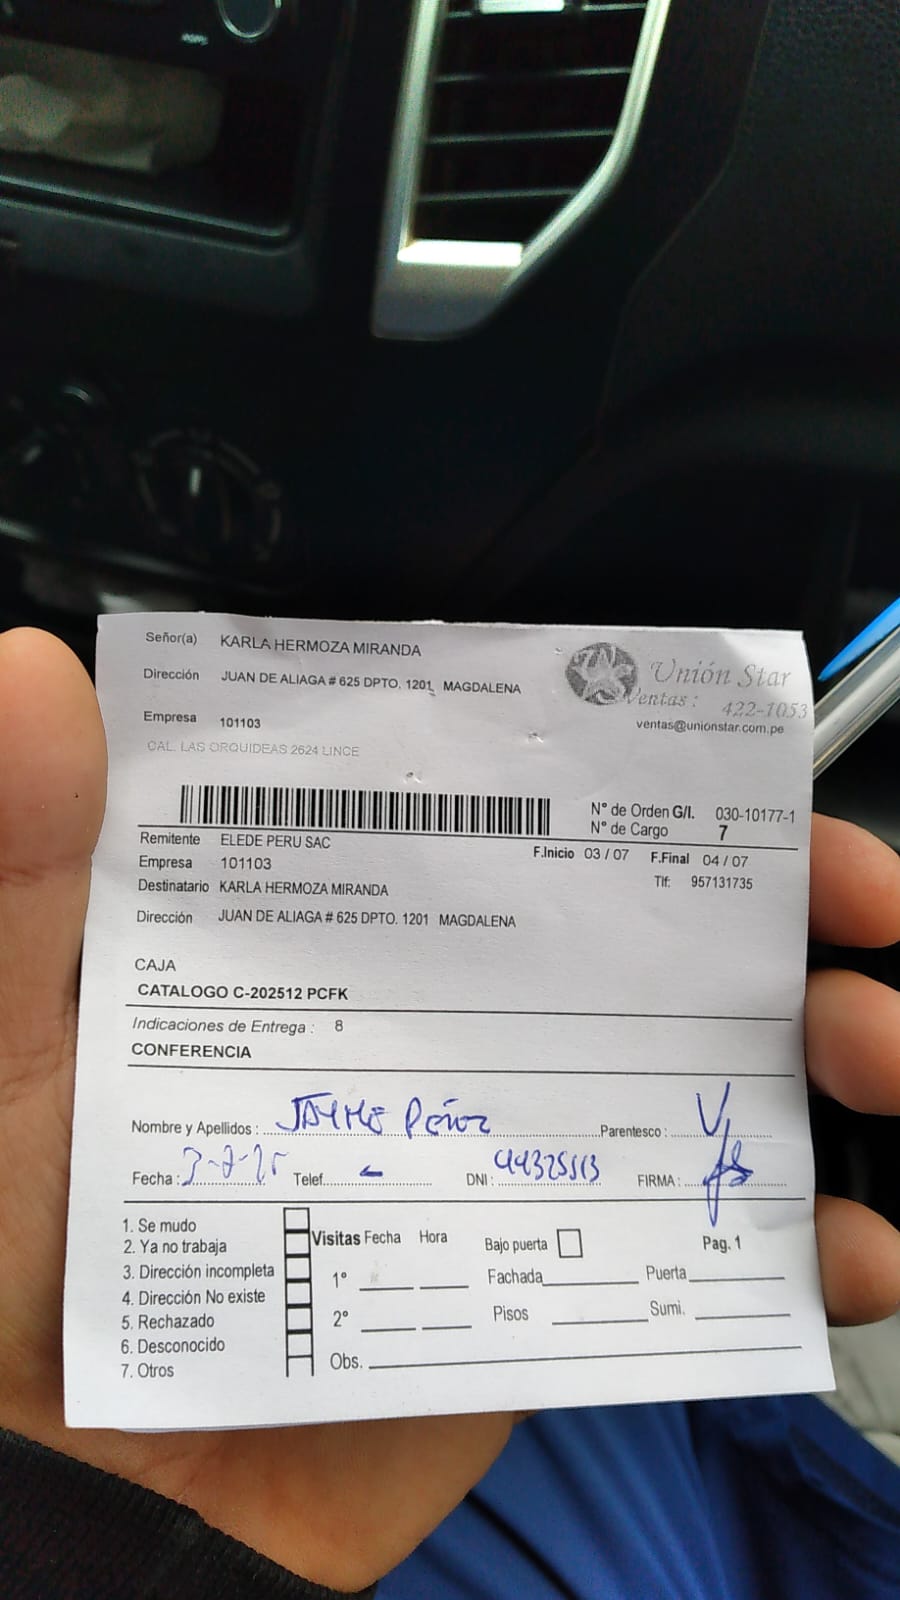 Señor(a) KARLA HERMOZA MIRANDA
Dirección JUAN DE ALIAGA # 625 DPTO. 1201 MAGDALENA
Unión Star
Ventas : 422-1053
ventas@unionstar.com.pe
Empresa 101103
CAL. LAS ORQUIDEAS 2624 LINCE
N° de Orden G/I. 030-10177-1
N° de Cargo 7
Remitente ELEDE PERU SAC
F.Inicio 03 / 07 F.Final 04 / 07
Empresa 101103
Tlf: 957131735
Destinatario KARLA HERMOZA MIRANDA
Dirección JUAN DE ALIAGA # 625 DPTO. 1201 MAGDALENA
CAJA
CATALOGO C-202512 PCFK
Indicaciones de Entrega : 8
CONFERENCIA
Nombre y Apellidos : JAYME Parentesco :
Fecha : 3-7-25 Telef. - DNI : 44325513 FIRMA :
1. Se mudo
2. Ya no trabaja
3. Dirección incompleta
4. Dirección No existe
5. Rechazado
6. Desconocido
7. Otros
Visitas Fecha Hora
1°
2°
Obs.
Bajo puerta
Pag. 1
Fachada Puerta
Pisos Sumi.